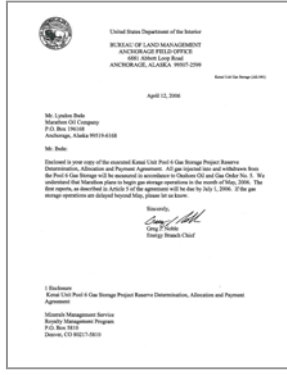 United States Department of the Interior
BUREAU OF LAND MANAGEMENT
ANCHORAGE FIELD OFFICE
6881 Abbott Loop Road
ANCHORAGE, ALASKA 99507-2599
Kenai Unit Gas Storage
April 12, 2006
Mr. Lyndon Ibele
Marathon Oil Company
P.O. Box 196168
Anchorage, Alaska 99519-6168
Mr. Ibele:
Enclosed is your copy of the executed Kenai Unit Pool 6 Gas Storage Project Reserve
Determination, Allocation and Payment Agreement. All gas injected into and withdrawn from
the Pool 6 Gas Storage will be measured in accordance to Onshore Oil and Gas Order No. 5. We
understand that Marathon plans to begin gas storage operations in the month of May, 2006. The
first reports, as described in Article 5 of the agreement will be due by July 1, 2006. If the gas
storage operations are delayed beyond May, please let us know.
Sincerely,
Greg J. Noble
Energy Branch Chief
1 Enclosure
Kenai Unit Pool 6 Gas Storage Project Reserve Determination, Allocation and Payment
Agreement
Minerals Management Service
Royalty Management Program
P.O. Box 5810
Denver, CO 80217-5810